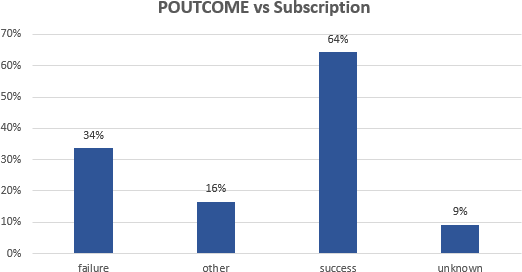 POUTCOME vs Subscription
70%
60%
50%
40%
30%
20%
10%
0%
34%
16%
64%
9%
failure
other
success
unknown